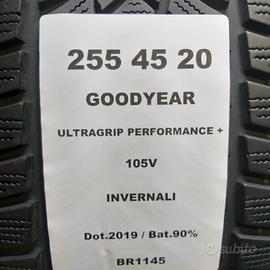 255 45 20
GOODYEAR
ULTRAGRIP PERFORMANCE +
105V
INVERNALI
Dot.2019 / Bat.90%
BR1145
subito